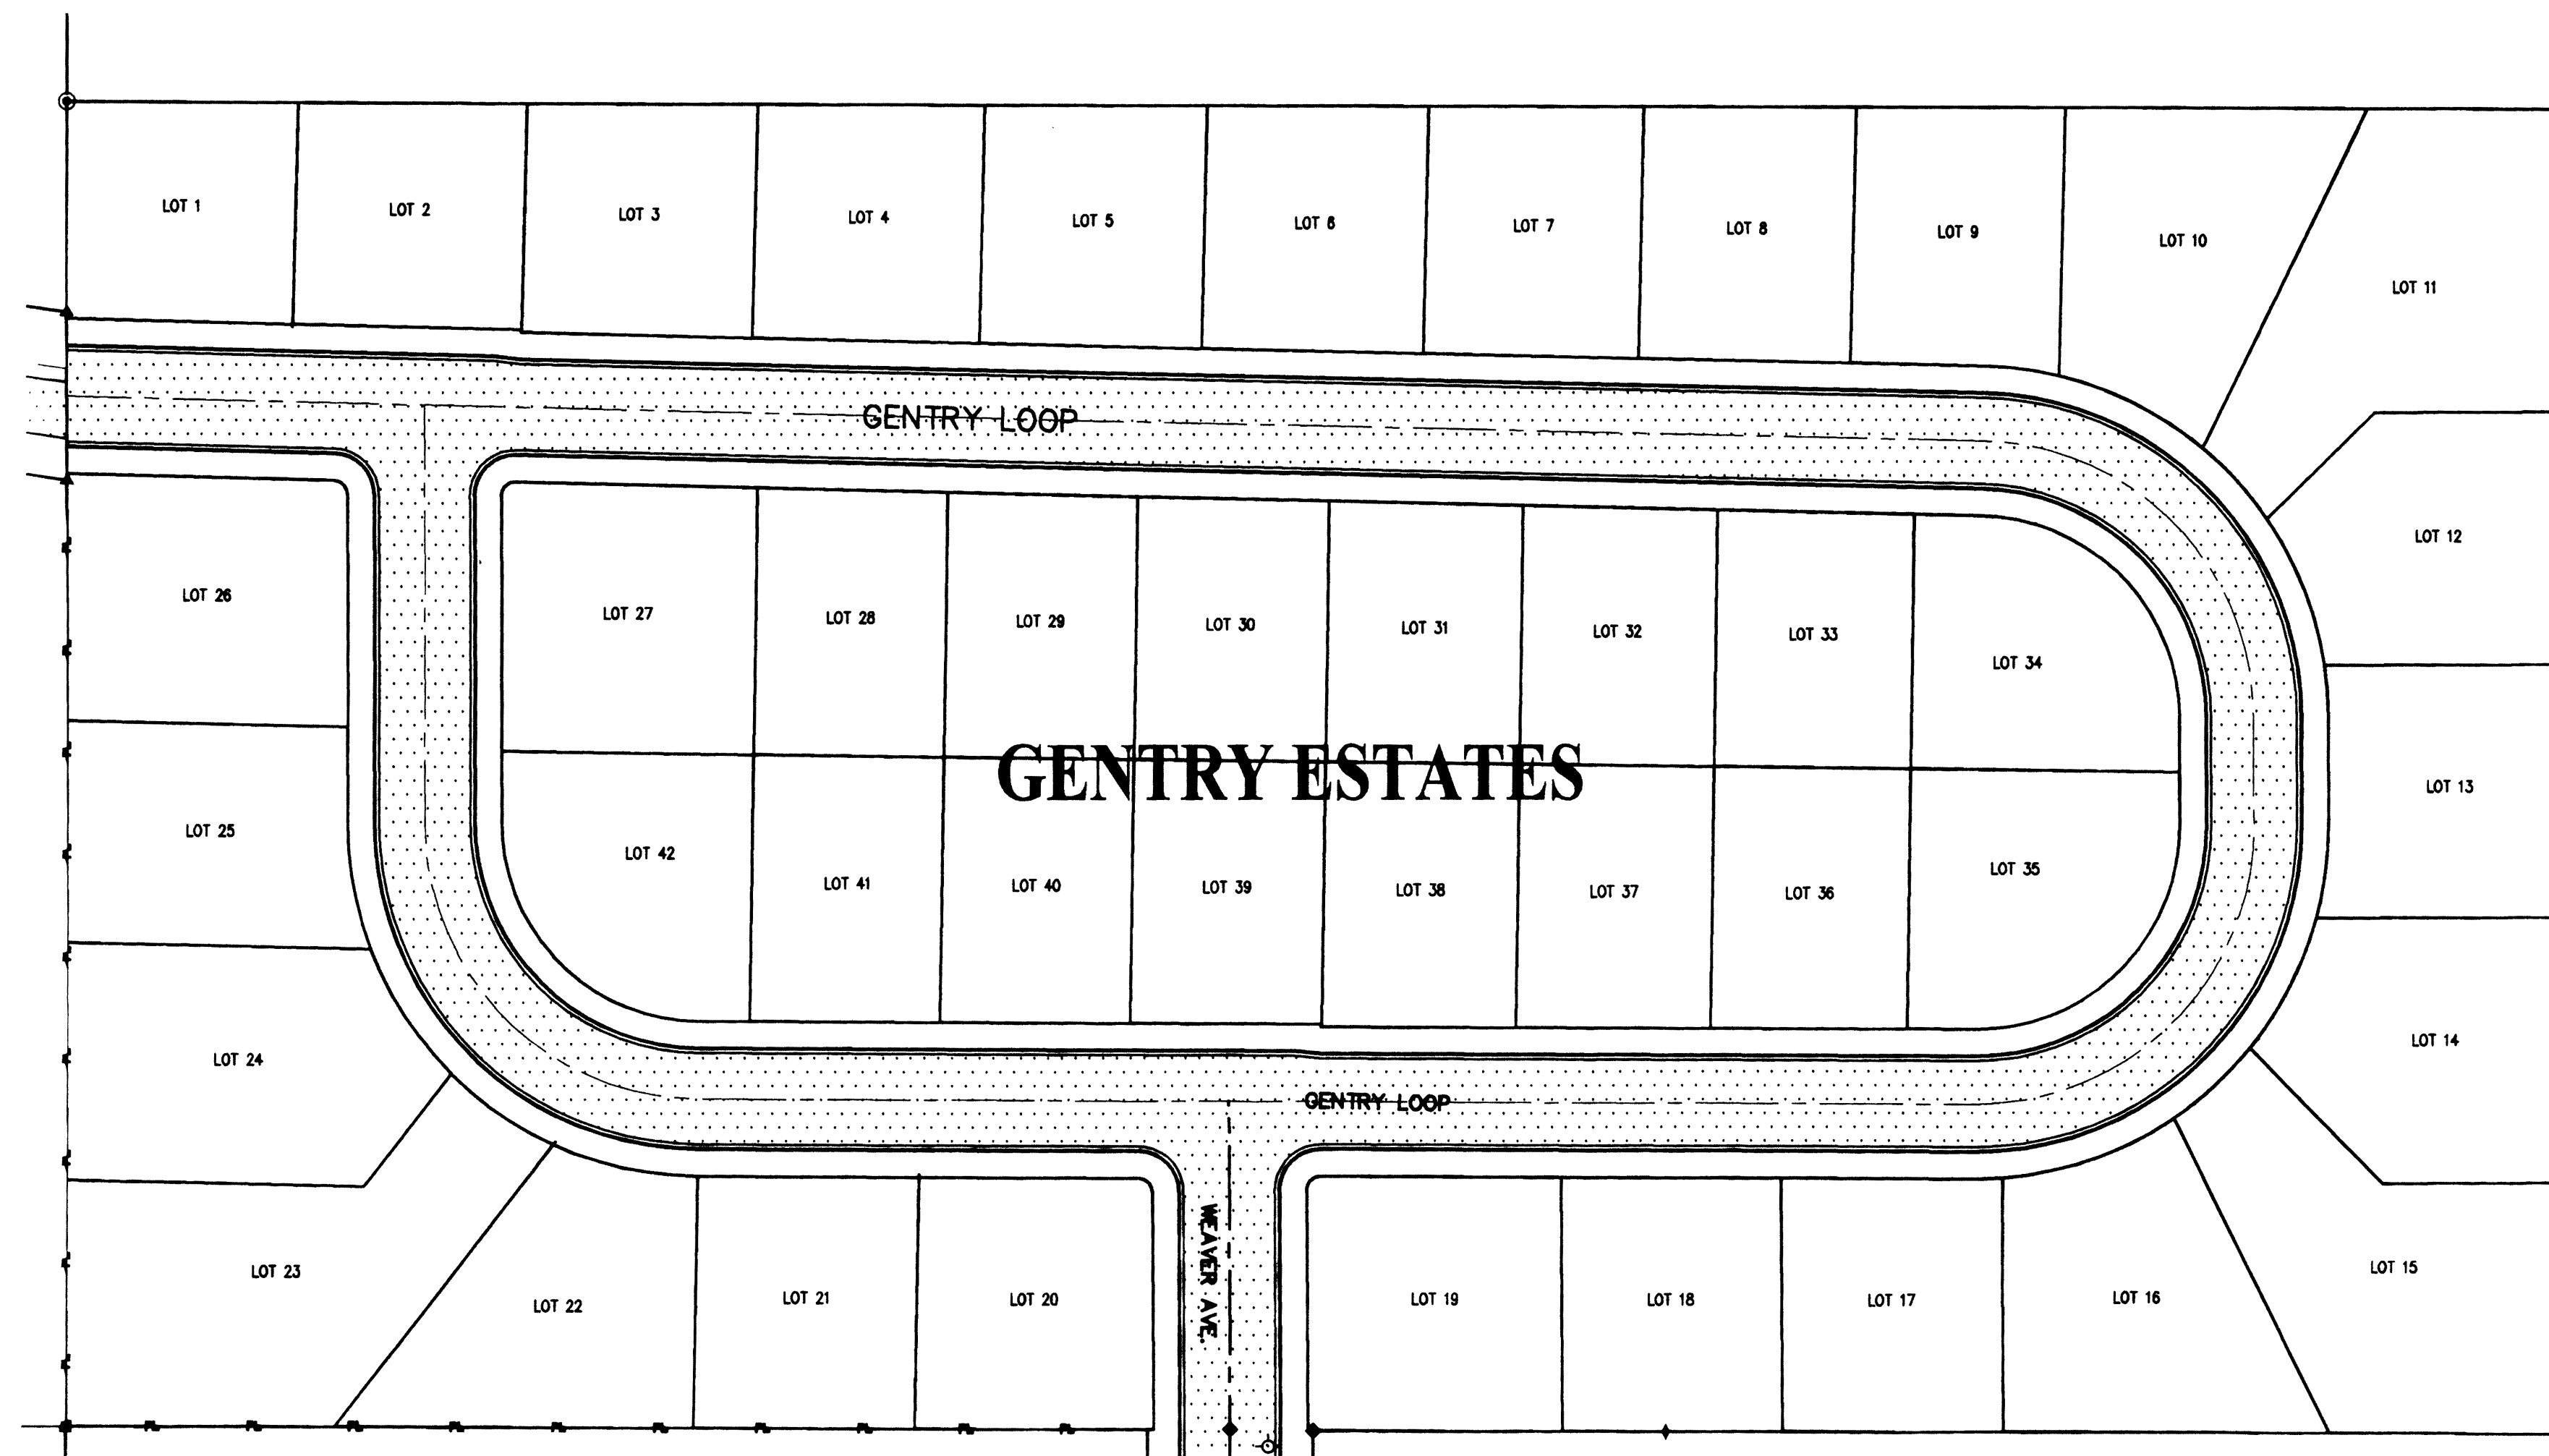 LOT 1
LOT 2
LOT 3
LOT 4
LOT 5
LOT 6
LOT 7
LOT 8
LOT 9
LOT 10
LOT 11
GENTRY LOOP
LOT 12
LOT 26
LOT 27
LOT 28
LOT 29
LOT 30
LOT 31
LOT 32
LOT 33
LOT 34
GENTRY ESTATES
LOT 13
LOT 25
LOT 42
LOT 41
LOT 40
LOT 39
LOT 38
LOT 37
LOT 36
LOT 35
LOT 24
LOT 14
GENTRY LOOP
WEAVER AVE.
LOT 23
LOT 22
LOT 21
LOT 20
LOT 19
LOT 18
LOT 17
LOT 16
LOT 15